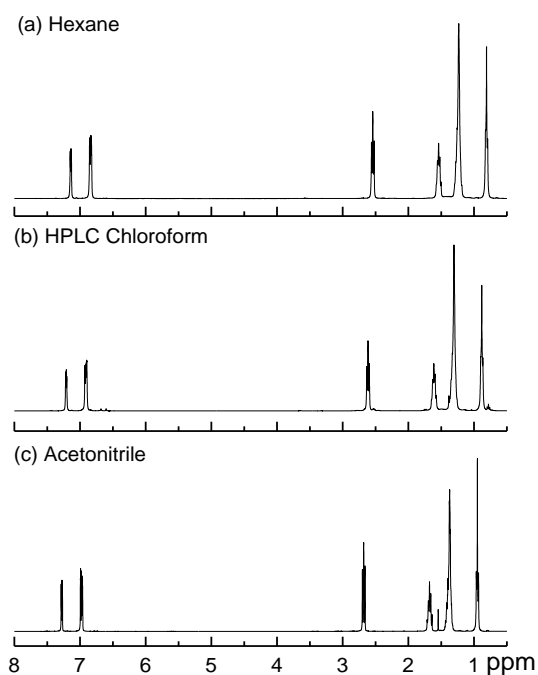 (a) Hexane
(b) HPLC Chloroform
(c) Acetonitrile
8 7 6 5 4 3 2 1 ppm